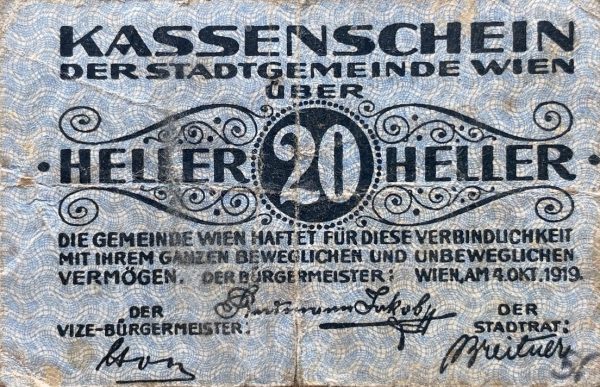 KASSENSCHEIN
DER STADTGEMEINDE WIEN
ÜBER
· HELLER 20 HELLER ·
DIE GEMEINDE WIEN HAFTET FÜR DIESE VERBINDLICHKEIT
MIT IHREM GANZEN BEWEGLICHEN UND UNBEWEGLICHEN
VERMÖGEN. DER BÜRGERMEISTER: WIEN, AM 4.OKT.1919.
DER
VIZE-BÜRGERMEISTER:
DER
STADTRAT:
Breitner